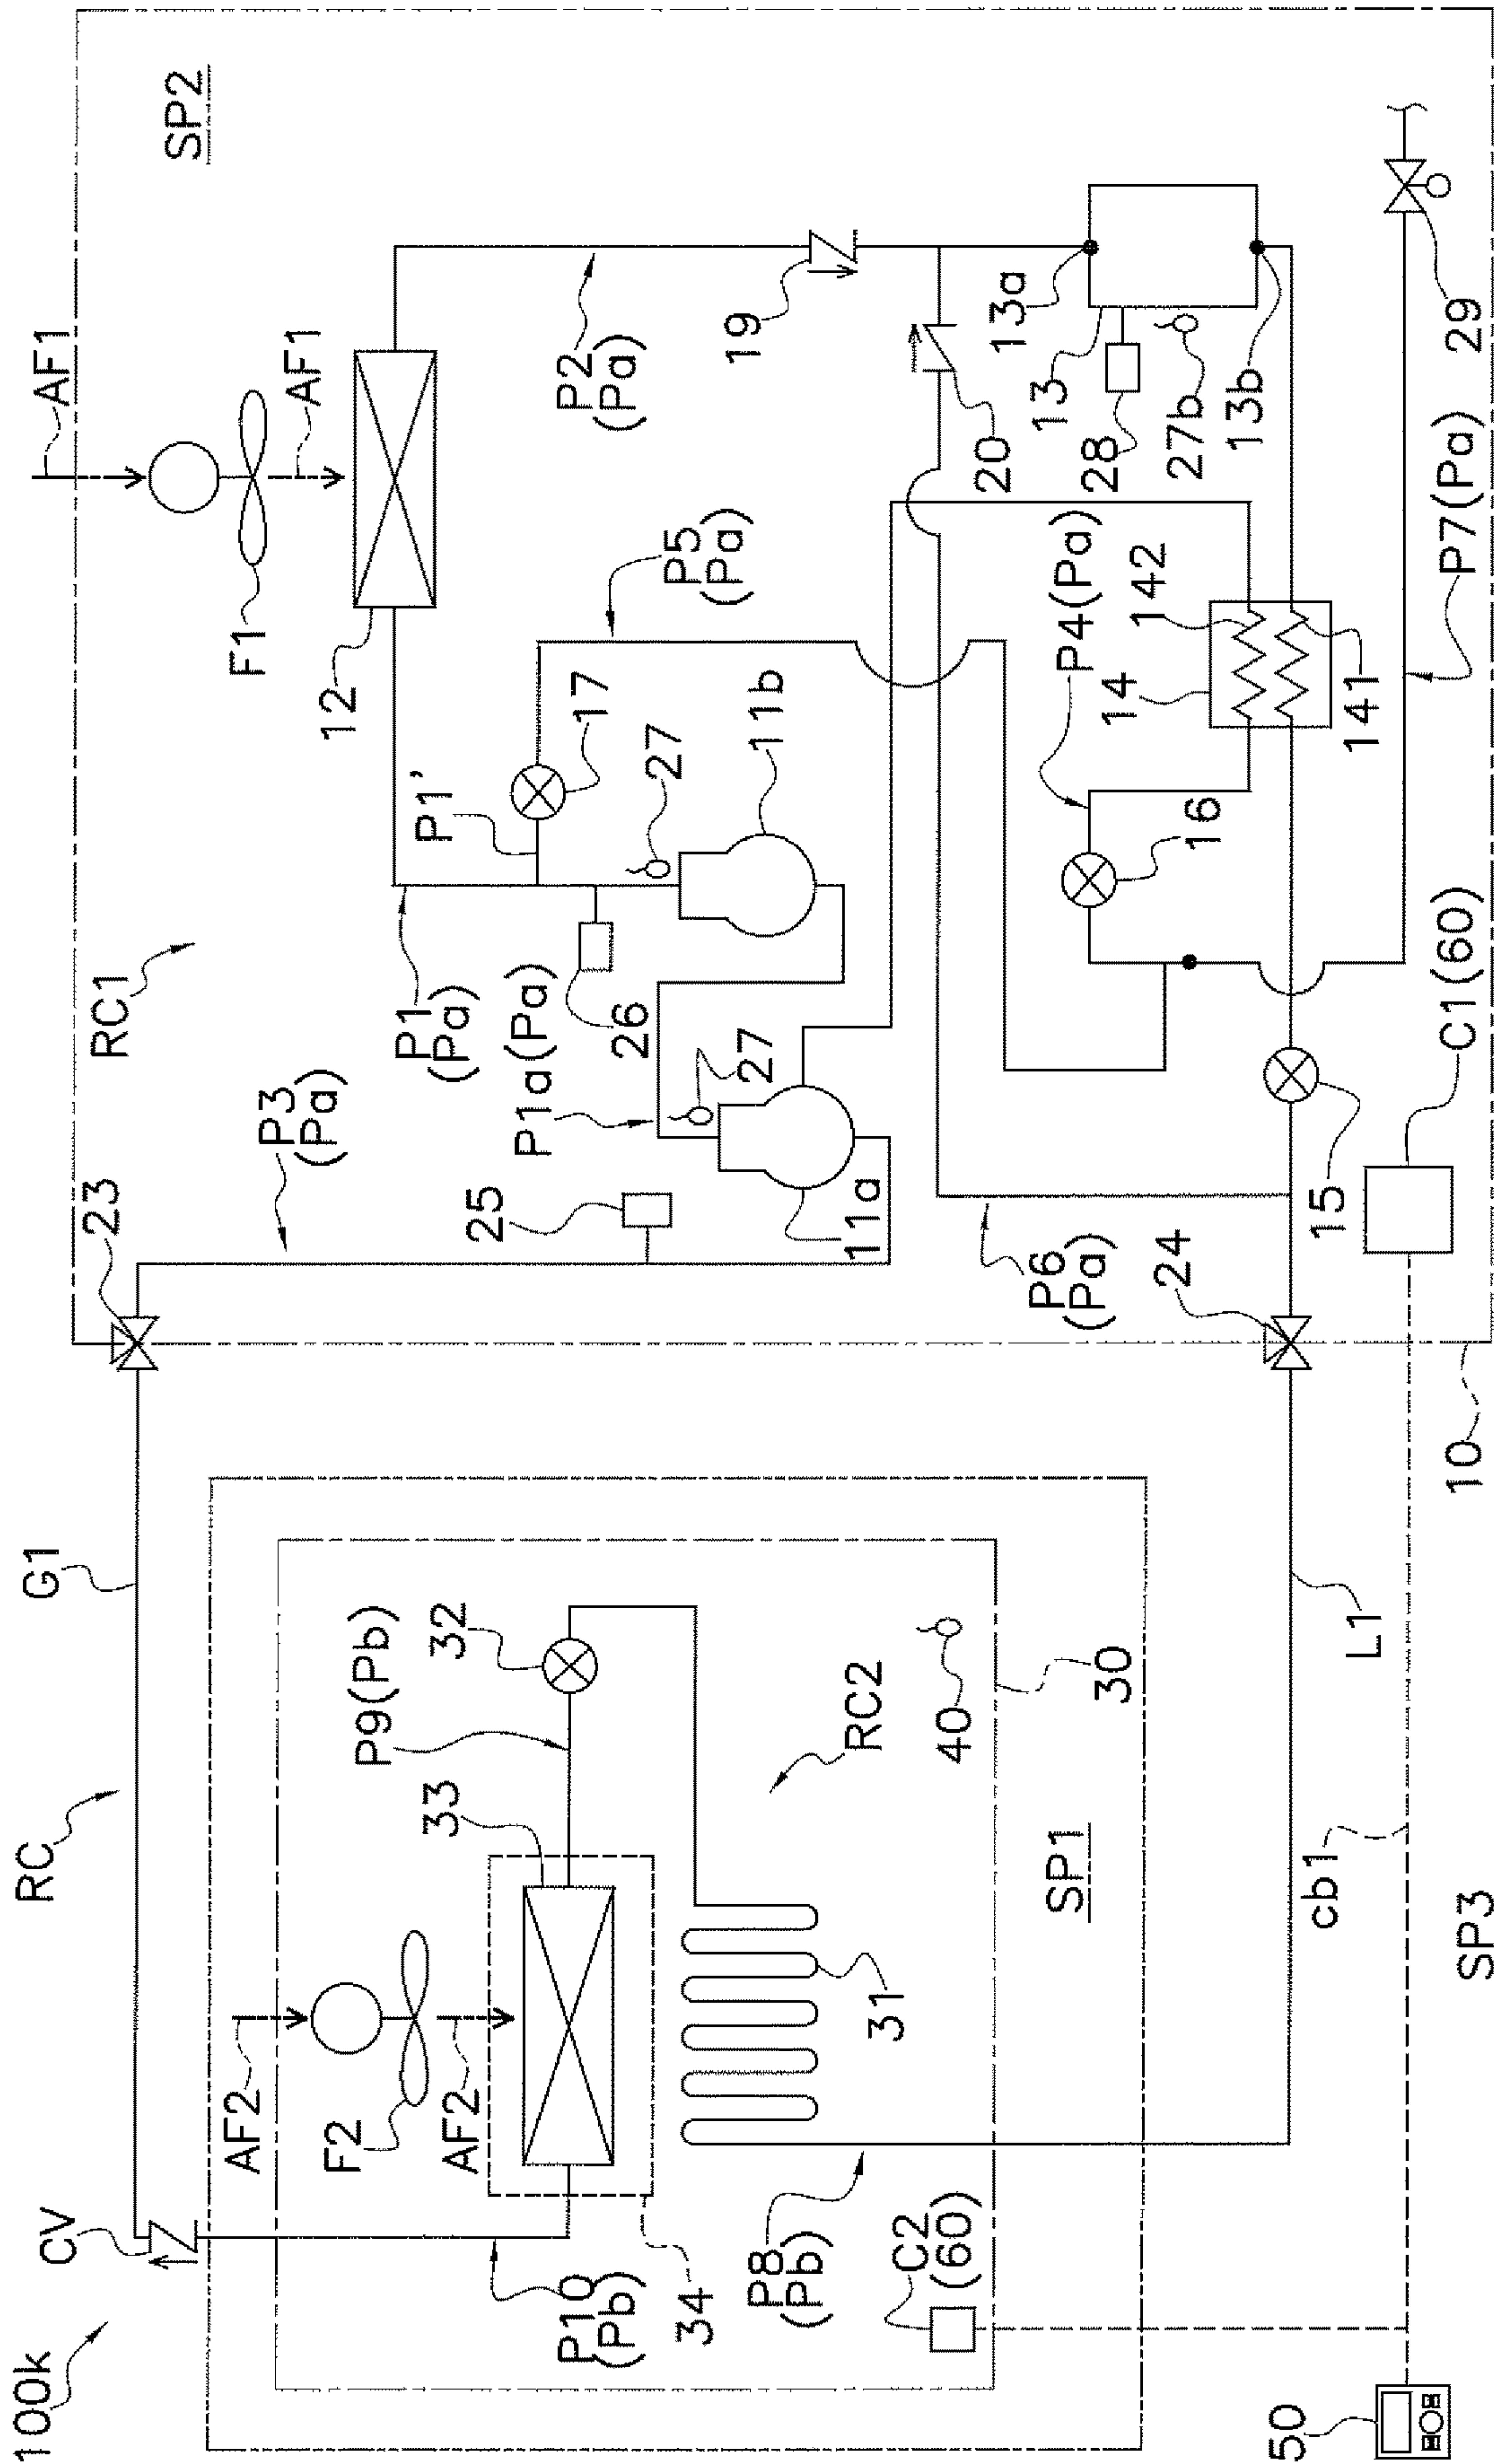 100k
RC
G1
CV
AF2
F2
AF2
P10
(Pb)
34
33
P9(Pb)
32
31
RC2
40
30
SP1
P8
(Pb)
C2
(60)
50
cb1
L1
SP3
10
23
24
P3
(Pa)
RC1
SP2
AF1
AF1
F1
12
P1
(Pa)
P1'
P1a(Pa)
26
27
27
25
11a
11b
17
P5
(Pa)
P2
(Pa)
19
20
13a
13
28
27b
13b
29
P7(Pa)
P4(Pa)
142
14
141
16
15
P6
(Pa)
C1(60)